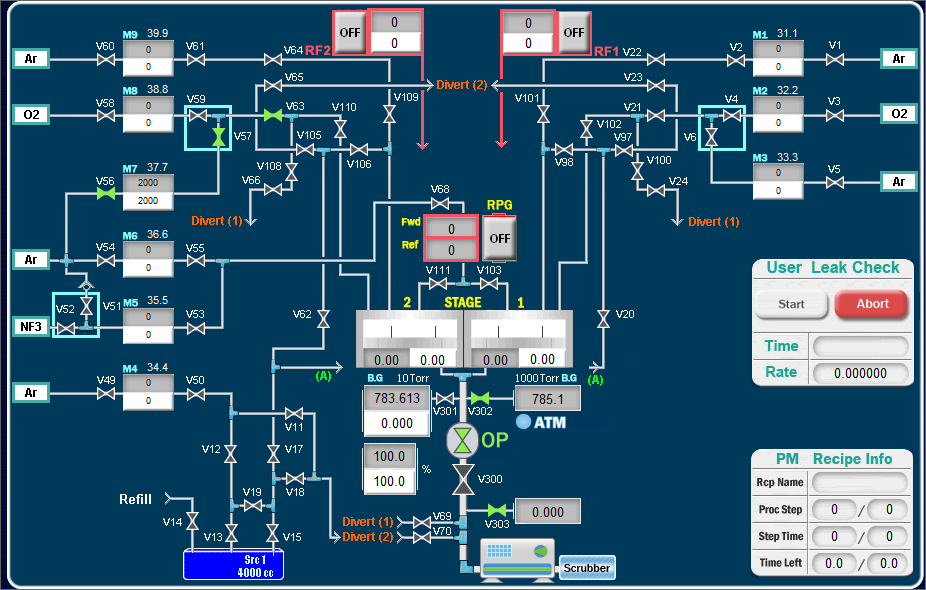 M9 39.9
0
0
Ar
V60
V61
V64
RF2
OFF
0
0
0
0
OFF
RF1
V22
V2
M1 31.1
0
0
V1
Ar
M8 38.8
0
0
O2
V58
V59
V57
V65
V63
V110
V109
Divert (2)
V101
V102
V23
V21
V4
V6
M2 32.2
0
0
V3
O2
V105
V106
V108
V66
V98
V97
V100
V24
M7 37.7
2000
2000
V56
Divert (1)
M3 33.3
0
0
V5
Ar
Divert (1)
V68
RPG
Fwd
0
Ref
0
OFF
M6 36.6
0
0
Ar
V54
V55
V111
V103
M5 35.5
0
0
NF3
V52
V51
V53
V62
2 STAGE 1
V20
0.00 0.00 0.00 0.00
(A)
(A)
User Leak Check
Start
Abort
Time
Rate
0.000000
M4 34.4
0
0
Ar
V49
V50
B.G 10Torr
1000Torr B.G
783.613
0.000
V301
V302
785.1
ATM
V11
V12
V17
OP
100.0
100.0
%
V18
V300
V19
Refill
V14
V13
V15
Divert (1)
V69
V303
0.000
Divert (2)
V70
Src 1
4000 cc
Scrubber
PM Recipe Info
Rcp Name
Proc Step
0 / 0
Step Time
0 / 0
Time Left
0.0 / 0.0